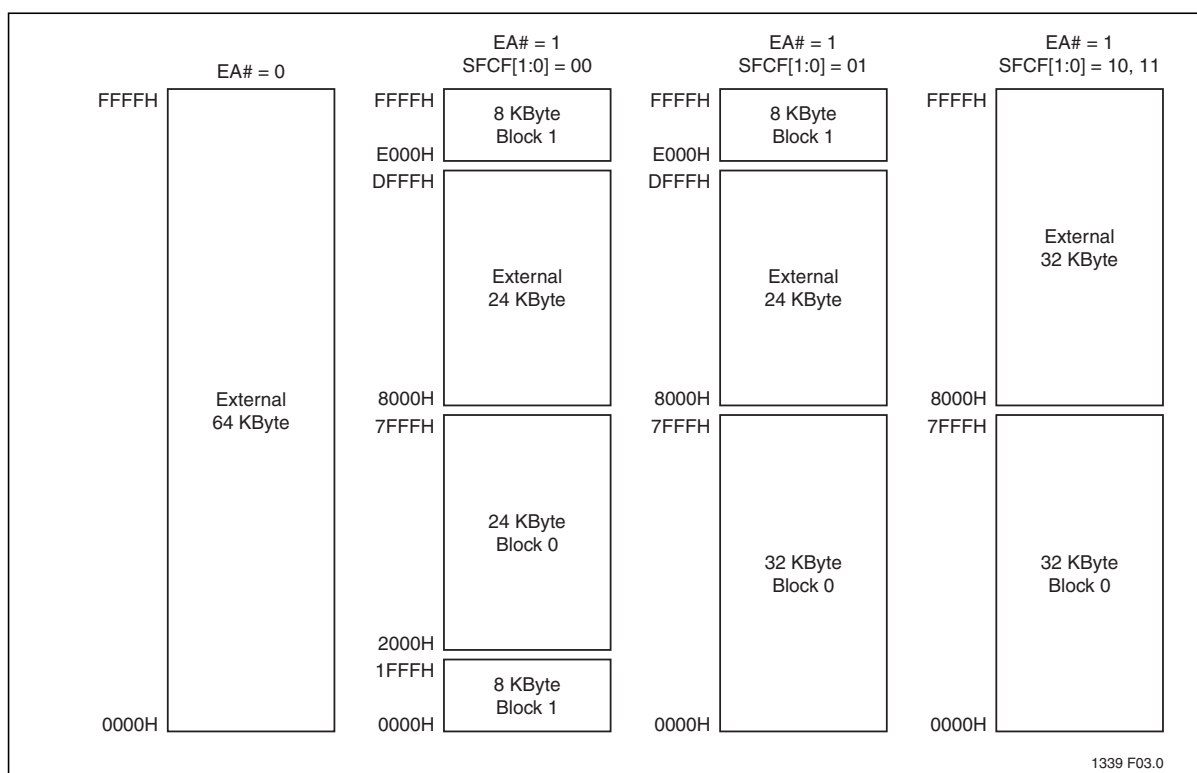 EA# = 0
FFFFH
External
64 KByte
0000H
EA# = 1
SFCF[1:0] = 00
FFFFH
8 KByte
Block 1
E000H
DFFFH
External
24 KByte
8000H
7FFFH
24 KByte
Block 0
2000H
1FFFH
8 KByte
Block 1
0000H
EA# = 1
SFCF[1:0] = 01
FFFFH
8 KByte
Block 1
E000H
DFFFH
External
24 KByte
8000H
7FFFH
32 KByte
Block 0
0000H
EA# = 1
SFCF[1:0] = 10, 11
FFFFH
External
32 KByte
8000H
7FFFH
32 KByte
Block 0
0000H
1339 F03.0